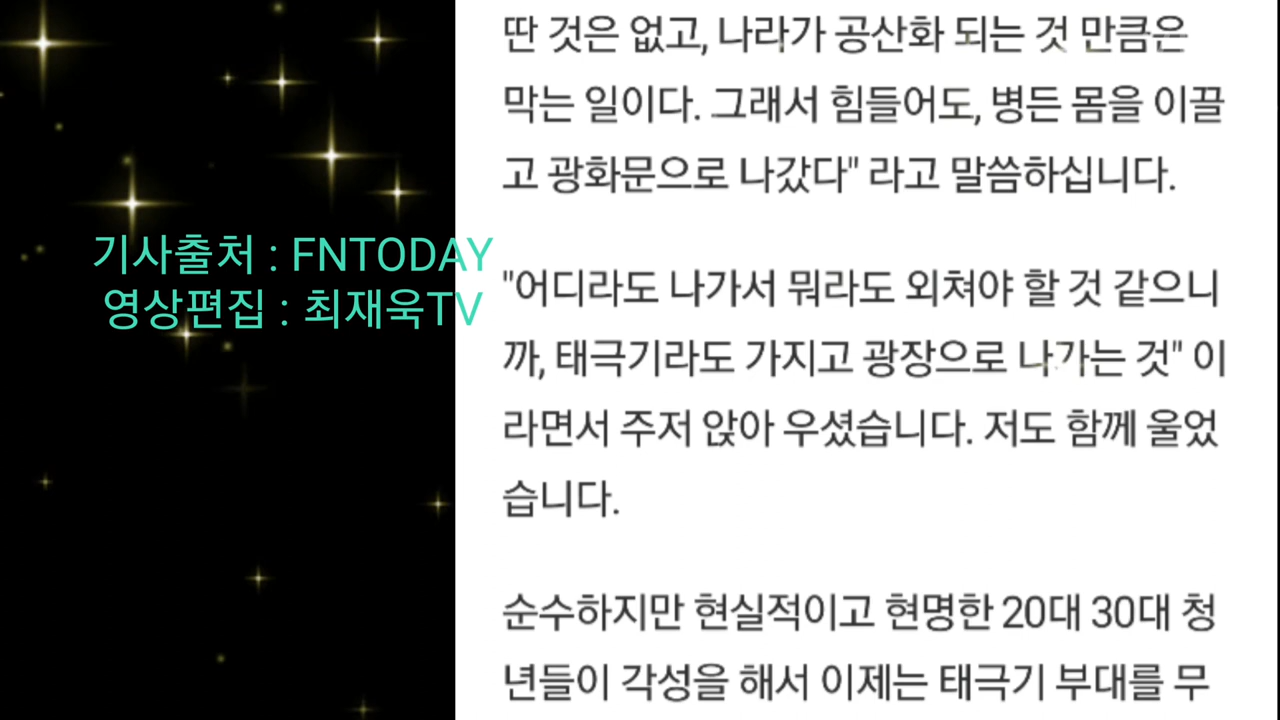 기사출처 : FNTODAY
영상편집 : 최재욱TV
딴 것은 없고, 나라가 공산화 되는 것 만큼은
막는 일이다. 그래서 힘들어도, 병든 몸을 이끌
고 광화문으로 나갔다" 라고 말씀하십니다.
"어디라도 나가서 뭐라도 외쳐야 할 것 같으니
까, 태극기라도 가지고 광장으로 나가는 것" 이
라면서 주저 앉아 우셨습니다. 저도 함께 울었
습니다.
순수하지만 현실적이고 현명한 20대 30대 청
년들이 각성을 해서 이제는 태극기 부대를 무